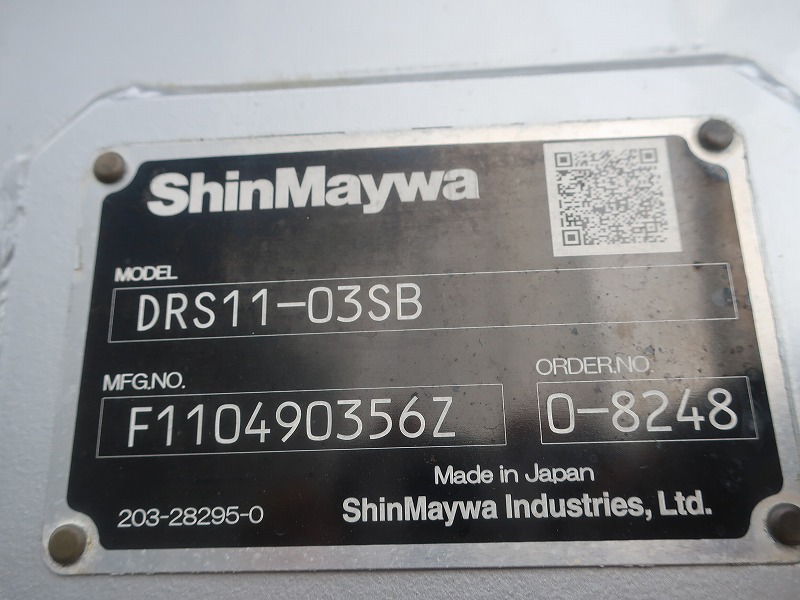 ShinMaywa
MODEL
DRS11-03SB
MFG.NO.
F110490356Z
ORDER.NO.
0-8248
Made in Japan
203-28295-0
ShinMaywa Industries, Ltd.